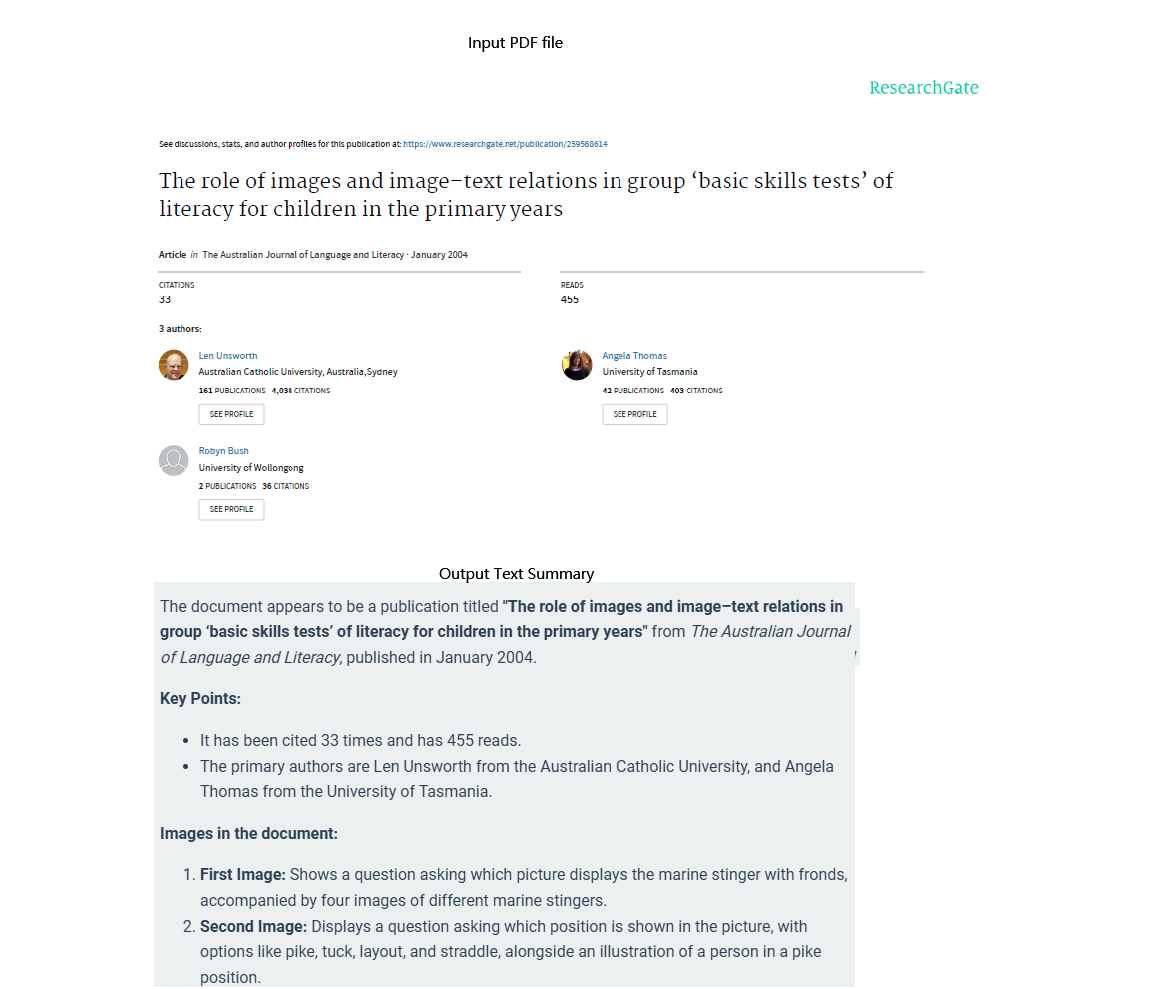 Input PDF file
ResearchGate
See discussions, stats, and author profiles for this publication at: https://www.researchgate.net/publication/259568614
The role of images and image–text relations in group ‘basic skills tests’ of
literacy for children in the primary years
Article in The Australian Journal of Language and Literacy · January 2004
CITATIONS
33
READS
455
3 authors:
Len Unsworth
Australian Catholic University, Australia,Sydney
161 PUBLICATIONS 4,038 CITATIONS
SEE PROFILE
Angela Thomas
University of Tasmania
42 PUBLICATIONS 403 CITATIONS
SEE PROFILE
Robyn Bush
University of Wollongong
2 PUBLICATIONS 36 CITATIONS
SEE PROFILE
Output Text Summary
The document appears to be a publication titled "The role of images and image–text relations in
group ‘basic skills tests’ of literacy for children in the primary years" from The Australian Journal
of Language and Literacy, published in January 2004.
Key Points:
• It has been cited 33 times and has 455 reads.
• The primary authors are Len Unsworth from the Australian Catholic University, and Angela
Thomas from the University of Tasmania.
Images in the document:
1. First Image: Shows a question asking which picture displays the marine stinger with fronds,
accompanied by four images of different marine stingers.
2. Second Image: Displays a question asking which position is shown in the picture, with
options like pike, tuck, layout, and straddle, alongside an illustration of a person in a pike
position.